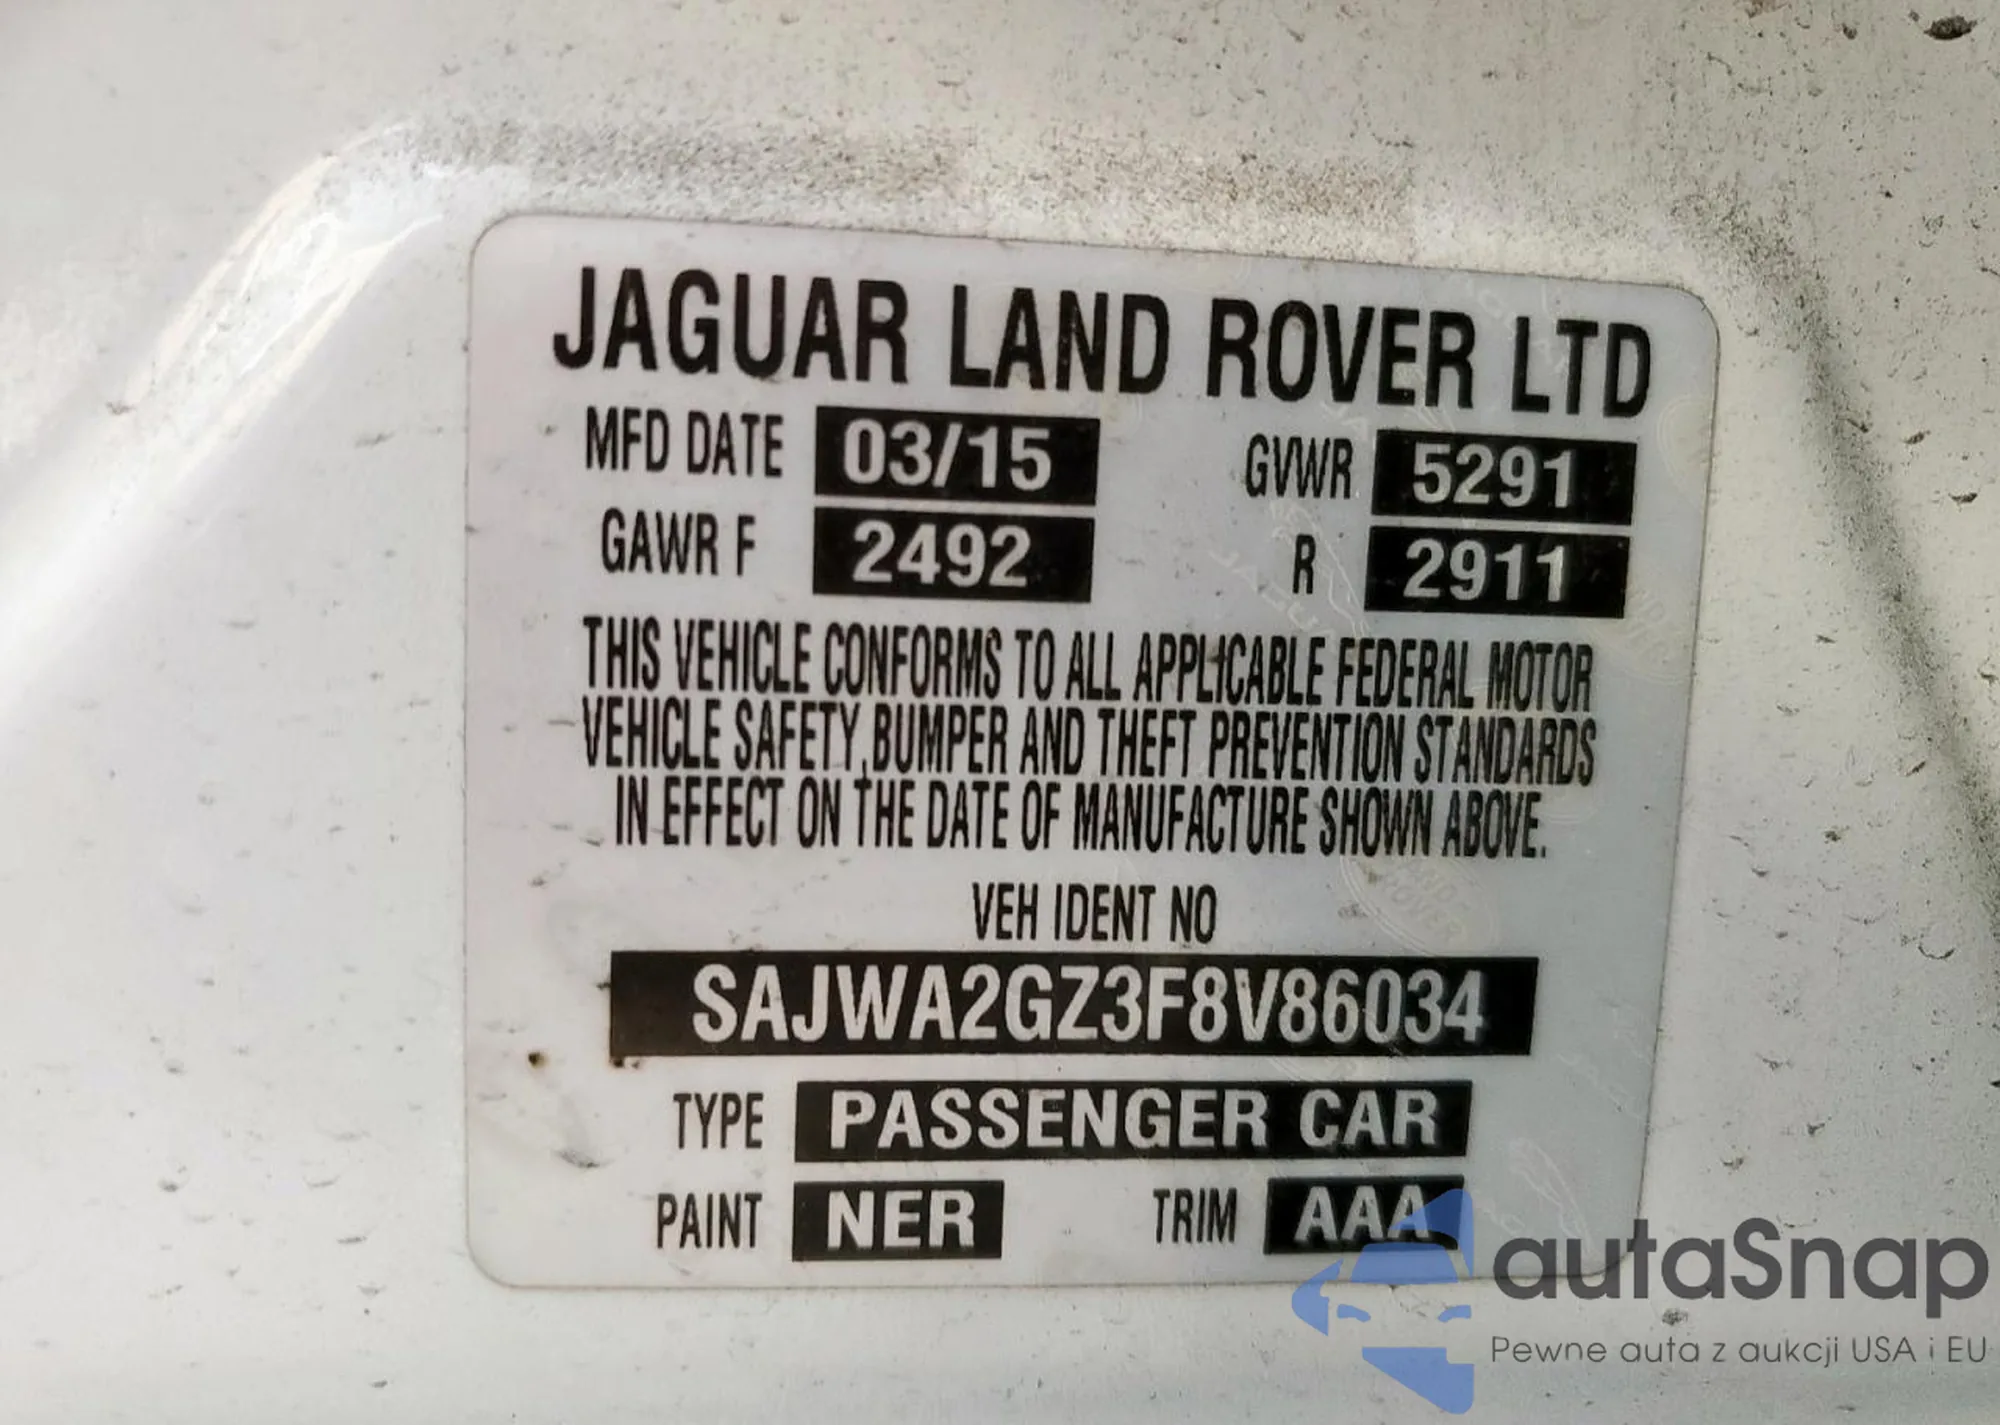 JAGUAR LAND ROVER LTD
MFD DATE 03/15 GVWR 5291
GAWR F 2492 R 2911
THIS VEHICLE CONFORMS TO ALL APPLICABLE FEDERAL MOTOR
VEHICLE SAFETY, BUMPER AND THEFT PREVENTION STANDARDS
IN EFFECT ON THE DATE OF MANUFACTURE SHOWN ABOVE.
VEH IDENT NO
SAJWA2GZ3F8V86034
TYPE PASSENGER CAR
PAINT NER TRIM AAA
autaSnap
Pewne auta z aukcji USA i EU